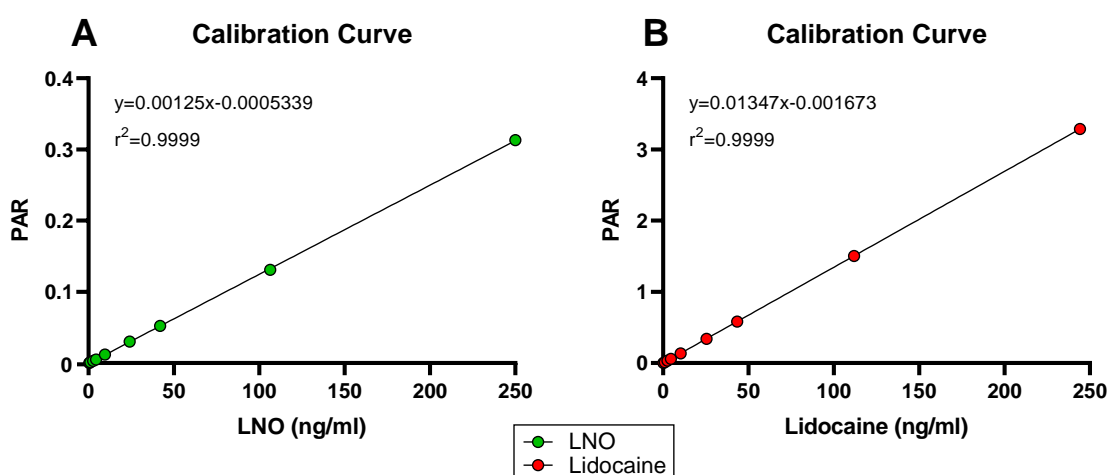 A
Calibration Curve
y=0.00125x-0.0005339
r²=0.9999
0.4
0.3
0.2
0.1
0
PAR
0 50 100 150 200 250
LNO (ng/ml)
B
Calibration Curve
y=0.01347x-0.001673
r²=0.9999
4
3
2
1
0
PAR
0 50 100 150 200 250
Lidocaine (ng/ml)
LNO
Lidocaine